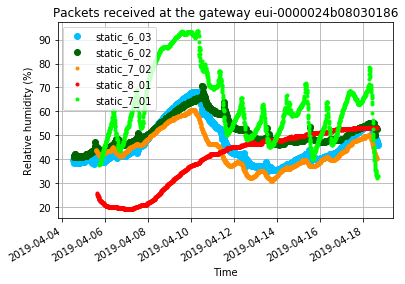 Packets received at the gateway eui-0000024b08030186
static_6_03
static_6_02
static_7_02
static_8_01
static_7_01
Relative humidity (%)
90
80
70
60
50
40
30
20
2019-04-04
2019-04-06
2019-04-08
2019-04-10
2019-04-12
2019-04-14
2019-04-16
2019-04-18
Time